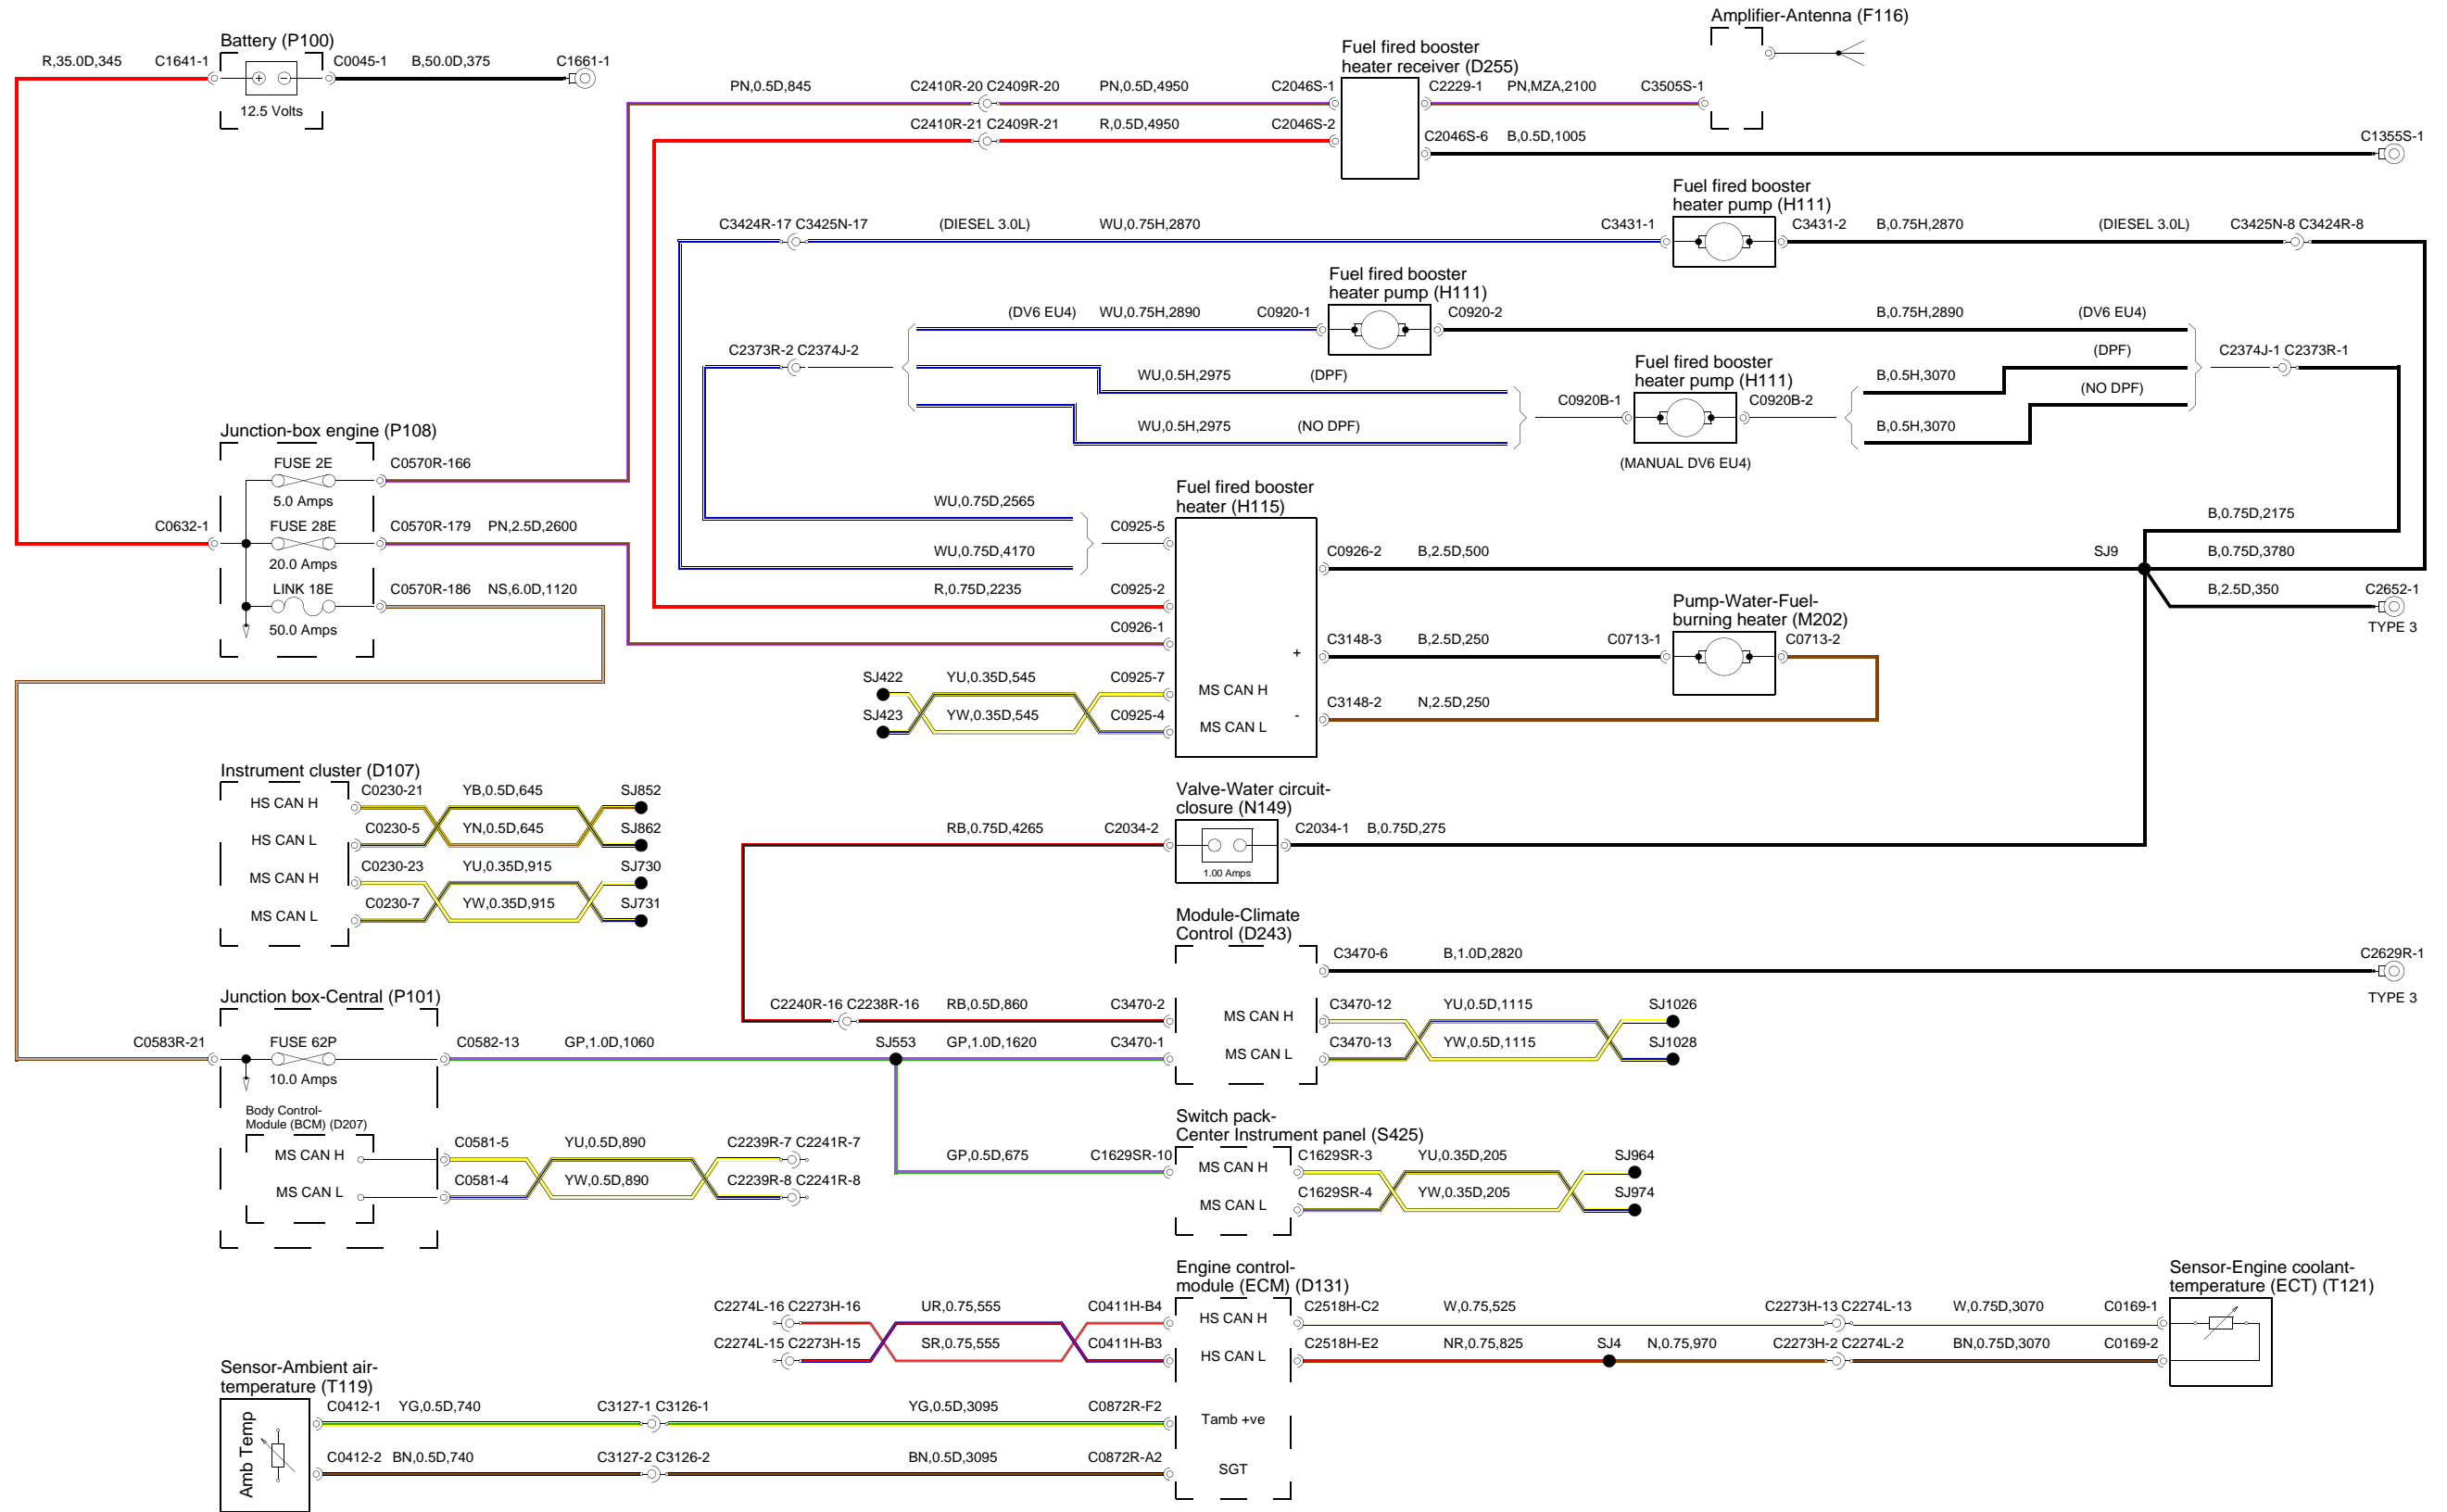 Amplifier-Antenna (F116)
Battery (P100)
R,35.0D,345
C1641-1
C0045-1
B,50.0D,375
C1661-1
12.5 Volts
Fuel fired booster
heater receiver (D255)
PN,0.5D,845
C2410R-20 C2409R-20
PN,0.5D,4950
C2046S-1
C2229-1
PN,MZA,2100
C3505S-1
C2410R-21 C2409R-21
R,0.5D,4950
C2046S-2
C2046S-6
B,0.5D,1005
C1355S-1
Fuel fired booster
heater pump (H111)
C3424R-17 C3425N-17
(DIESEL 3.0L)
WU,0.75H,2870
C3431-1
C3431-2
B,0.75H,2870
(DIESEL 3.0L)
C3425N-8 C3424R-8
Fuel fired booster
heater pump (H111)
(DV6 EU4)
WU,0.75H,2890
C0920-1
C0920-2
B,0.75H,2890
(DV6 EU4)
C2373R-2 C2374J-2
Fuel fired booster
heater pump (H111)
(DPF)
C2374J-1 C2373R-1
WU,0.5H,2975
(DPF)
B,0.5H,3070
(NO DPF)
C0920B-1
C0920B-2
WU,0.5H,2975
(NO DPF)
B,0.5H,3070
(MANUAL DV6 EU4)
Junction-box engine (P108)
FUSE 2E
C0570R-166
5.0 Amps
C0632-1
FUSE 28E
C0570R-179
PN,2.5D,2600
20.0 Amps
LINK 18E
C0570R-186
NS,6.0D,1120
50.0 Amps
Fuel fired booster
heater (H115)
WU,0.75D,2565
C0925-5
WU,0.75D,4170
C0926-2
B,2.5D,500
SJ9
B,0.75D,2175
B,0.75D,3780
R,0.75D,2235
C0925-2
B,2.5D,350
C2652-1
TYPE 3
C0926-1
Pump-Water-Fuel-
burning heater (M202)
+
C3148-3
B,2.5D,250
C0713-1
C0713-2
SJ422
YU,0.35D,545
C0925-7
MS CAN H
SJ423
YW,0.35D,545
C0925-4
MS CAN L
-
C3148-2
N,2.5D,250
Instrument cluster (D107)
HS CAN H
C0230-21
YB,0.5D,645
SJ852
HS CAN L
C0230-5
YN,0.5D,645
SJ862
MS CAN H
C0230-23
YU,0.35D,915
SJ730
MS CAN L
C0230-7
YW,0.35D,915
SJ731
Valve-Water circuit-
closure (N149)
RB,0.75D,4265
C2034-2
C2034-1
B,0.75D,275
1.00 Amps
Module-Climate
Control (D243)
C3470-6
B,1.0D,2820
C2629R-1
TYPE 3
C2240R-16 C2238R-16
RB,0.5D,860
C3470-2
MS CAN H
C3470-12
YU,0.5D,1115
SJ1026
Junction box-Central (P101)
C0583R-21
FUSE 62P
C0582-13
GP,1.0D,1060
SJ553
GP,1.0D,1620
C3470-1
MS CAN L
C3470-13
YW,0.5D,1115
SJ1028
10.0 Amps
Body Control-
Module (BCM) (D207)
MS CAN H
C0581-5
YU,0.5D,890
C2239R-7 C2241R-7
MS CAN L
C0581-4
YW,0.5D,890
C2239R-8 C2241R-8
Switch pack-
Center Instrument panel (S425)
GP,0.5D,675
C1629SR-10
MS CAN H
C1629SR-3
YU,0.35D,205
SJ964
MS CAN L
C1629SR-4
YW,0.35D,205
SJ974
Engine control-
module (ECM) (D131)
C2274L-16 C2273H-16
UR,0.75,555
C0411H-B4
HS CAN H
C2518H-C2
W,0.75,525
C2273H-13 C2274L-13
W,0.75D,3070
C0169-1
Sensor-Engine coolant-
temperature (ECT) (T121)
C2274L-15 C2273H-15
SR,0.75,555
C0411H-B3
HS CAN L
C2518H-E2
NR,0.75,825
SJ4
N,0.75,970
C2273H-2 C2274L-2
BN,0.75D,3070
C0169-2
Sensor-Ambient air-
temperature (T119)
Amb Temp
C0412-1
YG,0.5D,740
C3127-1 C3126-1
YG,0.5D,3095
C0872R-F2
Tamb +ve
C0412-2
BN,0.5D,740
C3127-2 C3126-2
BN,0.5D,3095
C0872R-A2
SGT